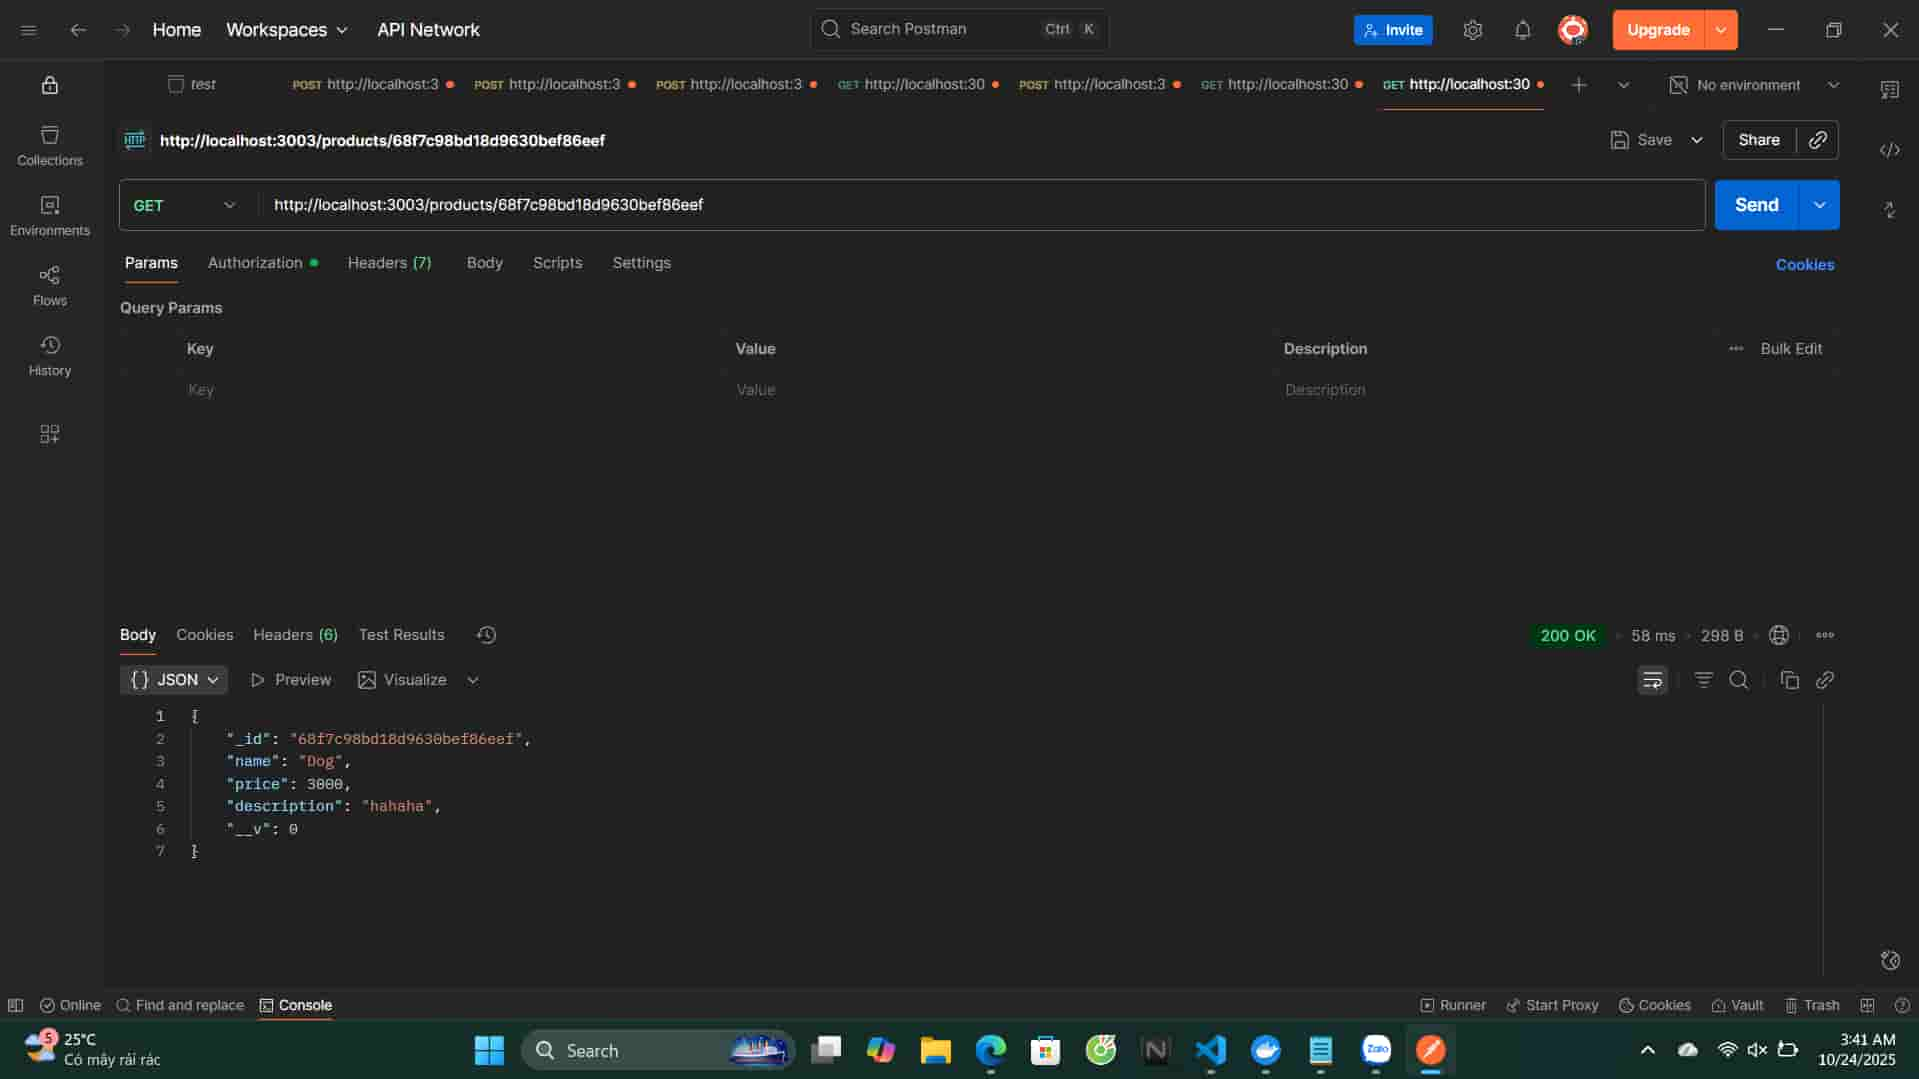 Home Workspaces API Network Search Postman Ctrl K Invite Upgrade
test POST http://localhost:3 POST http://localhost:3 POST http://localhost:3 GET http://localhost:30 POST http://localhost:3 GET http://localhost:30 GET http://localhost:30 No environment
HTTP http://localhost:3003/products/68f7c98bd18d9630bef86eef Save Share
Collections
GET http://localhost:3003/products/68f7c98bd18d9630bef86eef Send
Environments
Params Authorization Headers (7) Body Scripts Settings Cookies
Flows
Query Params
Key Value Description Bulk Edit
History
Key Value Description
Body Cookies Headers (6) Test Results 200 OK 58 ms 298 B
{} JSON Preview Visualize
1 {
2 "_id": "68f7c98bd18d9630bef86eef",
3 "name": "Dog",
4 "price": 3000,
5 "description": "hahaha",
6 "__v": 0
7 }
Online Find and replace Console Runner Start Proxy Cookies Vault Trash
5 25°C
Có mây rải rác
Search
Zalo
3:41 AM
10/24/2025